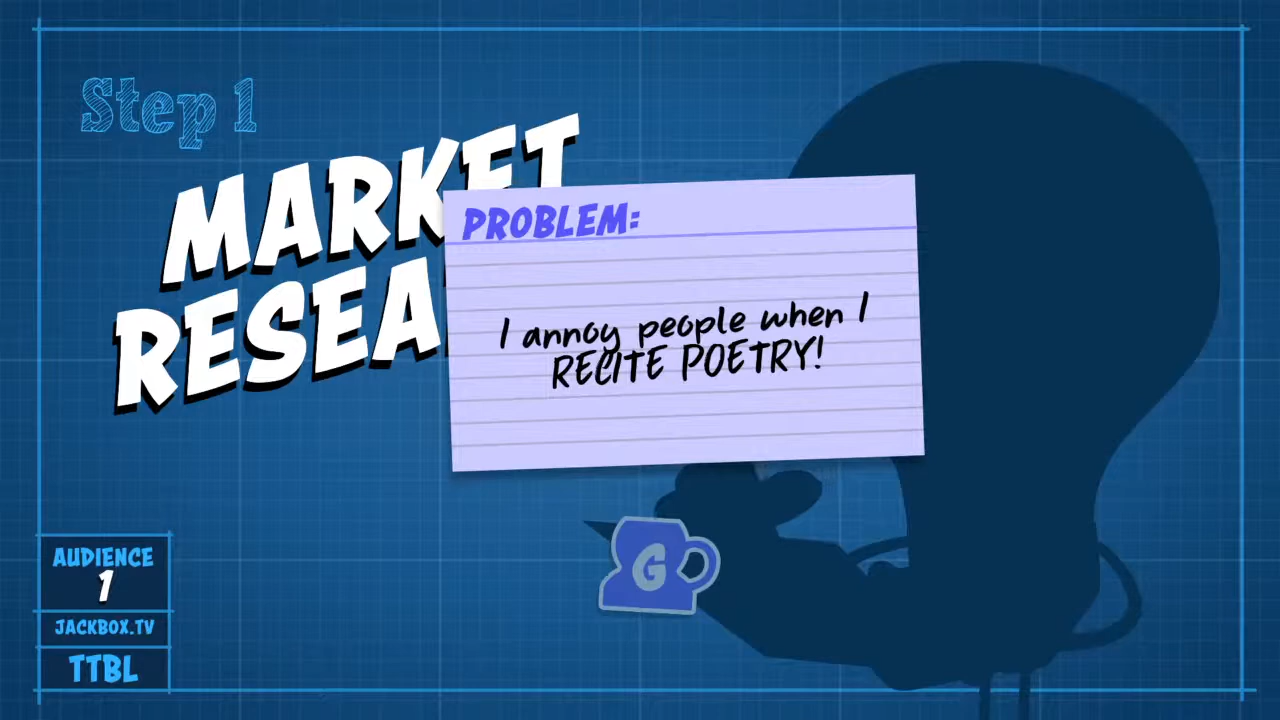 Step 1
MARKET
RESEA
PROBLEM:
I annoy people when I
RECITE POETRY!
G
AUDIENCE
1
JACKBOX.TV
TTBL